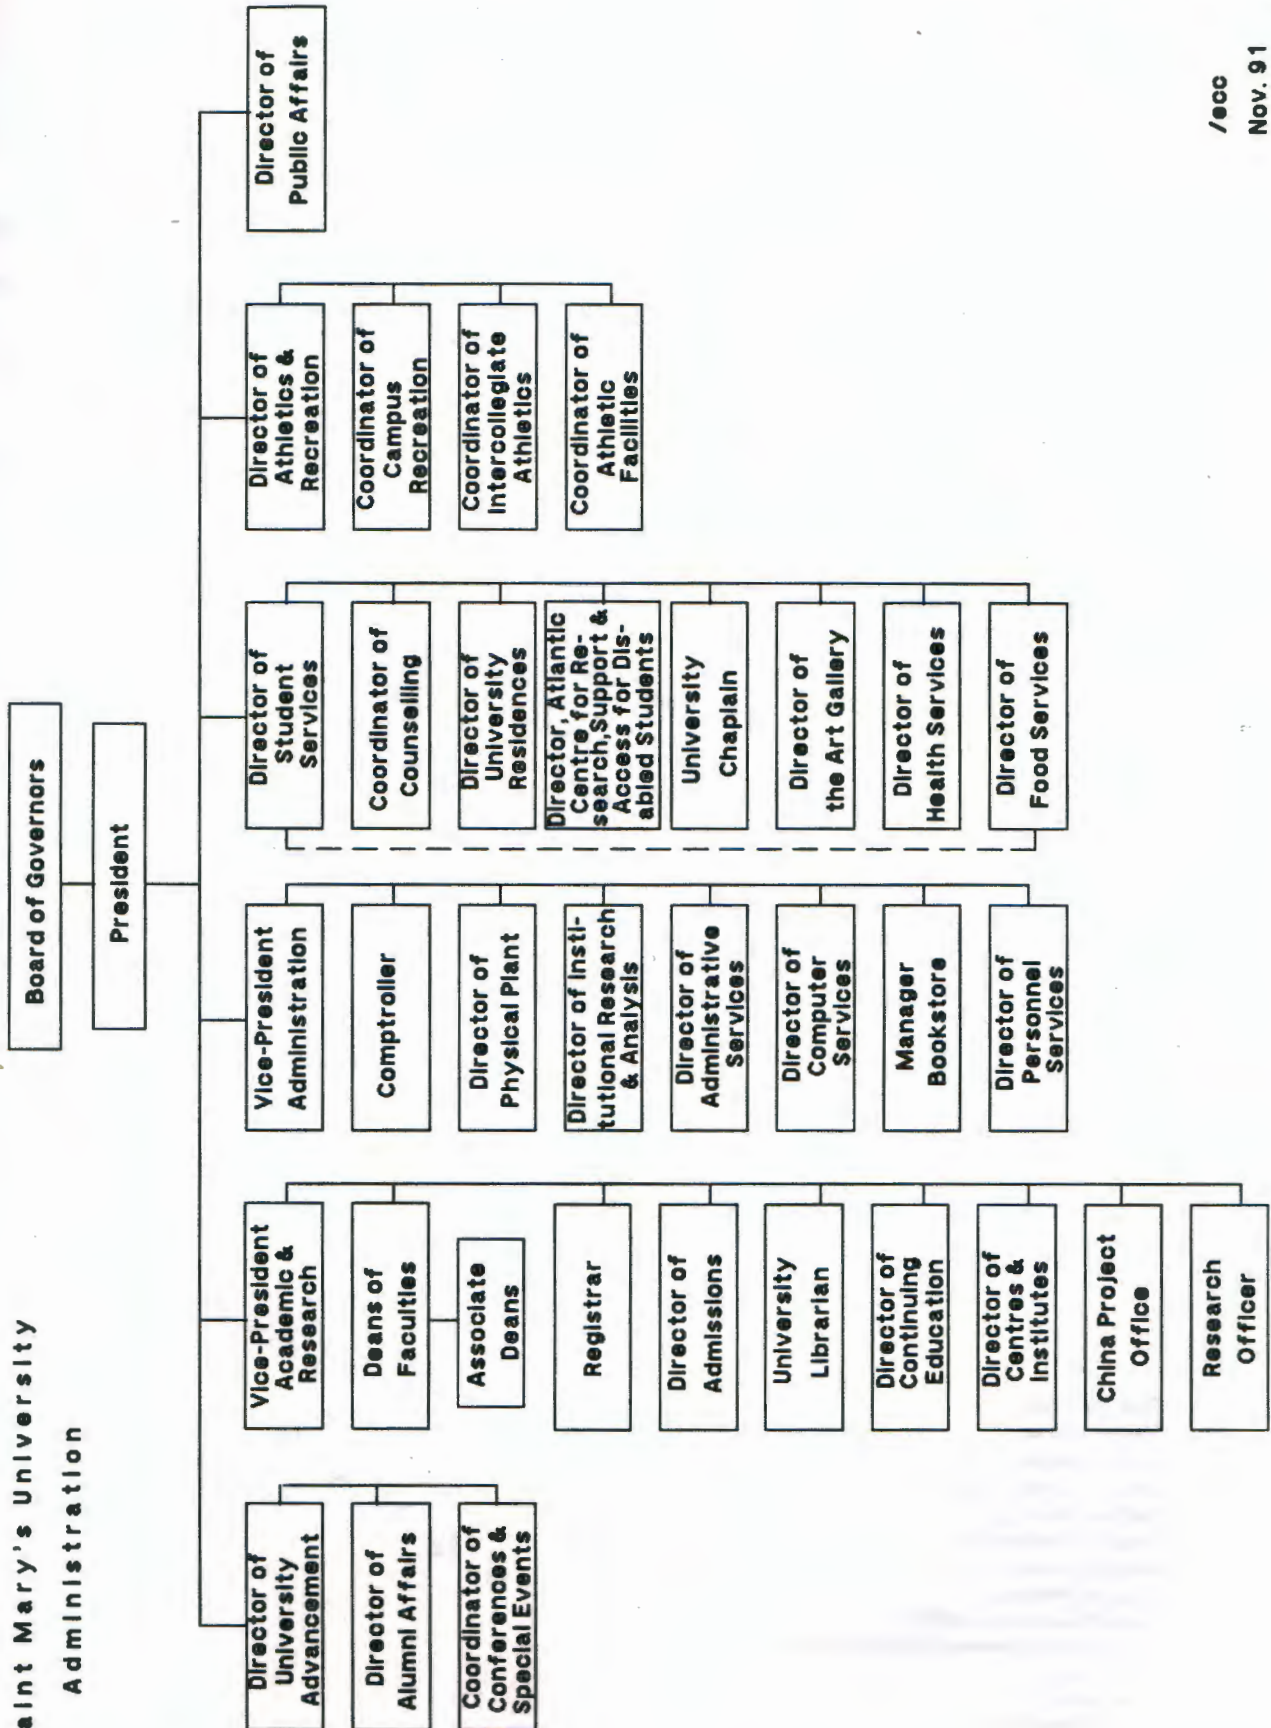 aint Mary's University
Administration
Board of Governors
President
Director of
University
Advancement
Director of
Alumni Affairs
Coordinator of
Conferences &
Special Events
Vice-President
Academic &
Research
Deans of
Faculties
Associate
Deans
Registrar
Director of
Admissions
University
Librarian
Director of
Continuing
Education
Director of
Centres &
Institutes
China Project
Office
Research
Officer
Vice-President
Administration
Comptroller
Director of
Physical Plant
Director of Insti-
tutional Research
& Analysis
Director of
Administrative
Services
Director of
Computer
Services
Manager
Bookstore
Director of
Personnel
Services
Director of
Student
Services
Coordinator of
Counselling
Director of
University
Residences
Director, Atlantic
Centre for Re-
search,Support &
Access for Dis-
abled Students
University
Chaplain
Director of
the Art Gallery
Director of
Health Services
Director of
Food Services
Director of
Athletics &
Recreation
Coordinator of
Campus
Recreation
Coordinator of
Intercollegiate
Athletics
Coordinator of
Athletic
Facilities
Director of
Public Affairs
/ecc
Nov. 91